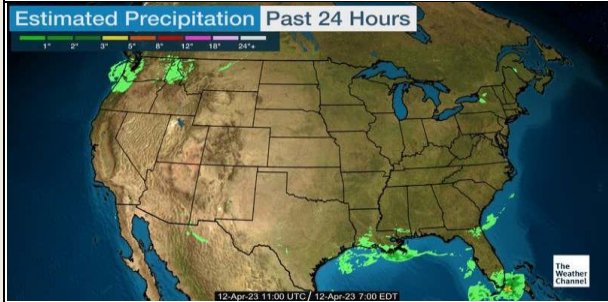 Estimated Precipitation Past 24 Hours
1" 2" 3" 5" 8" 12" 18" 24"+
The
Weather
Channel
12-Apr-23 11:00 UTC / 12-Apr-23 7:00 EDT